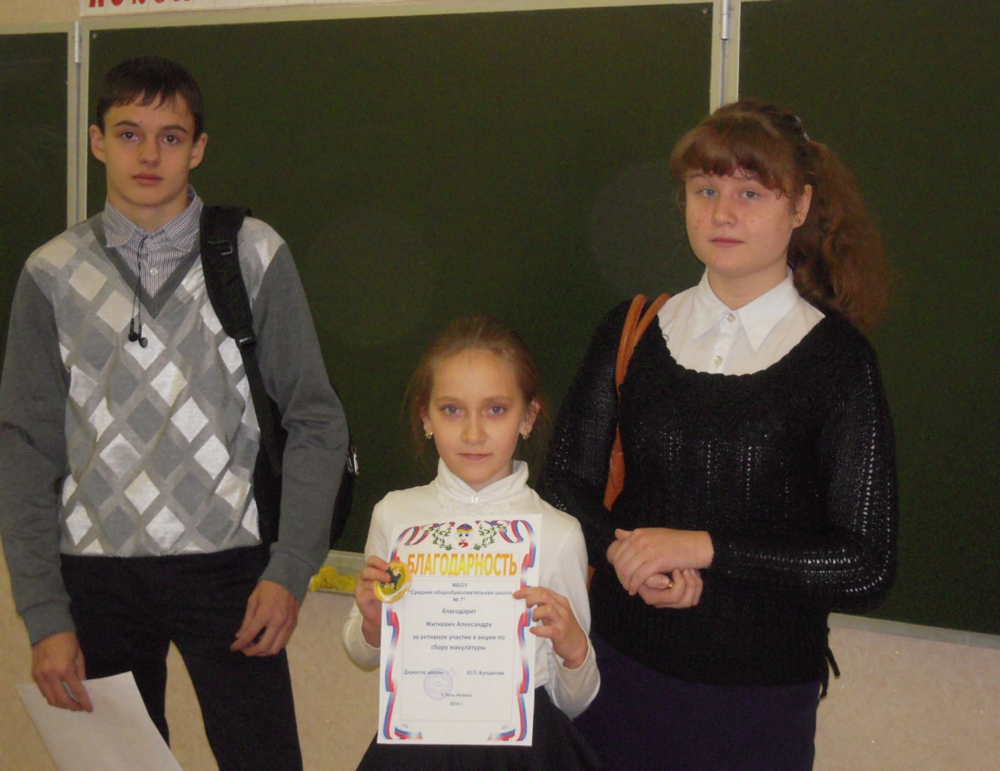 БЛАГОДАРНОСТЬ
МБОУ
"Средняя общеобразовательная школа
№ 7"
благодарит
Житкевич Александру
за активное участие в акции по
сбору макулатуры
Директор школы Ю.П. Булдакова
2014 г.